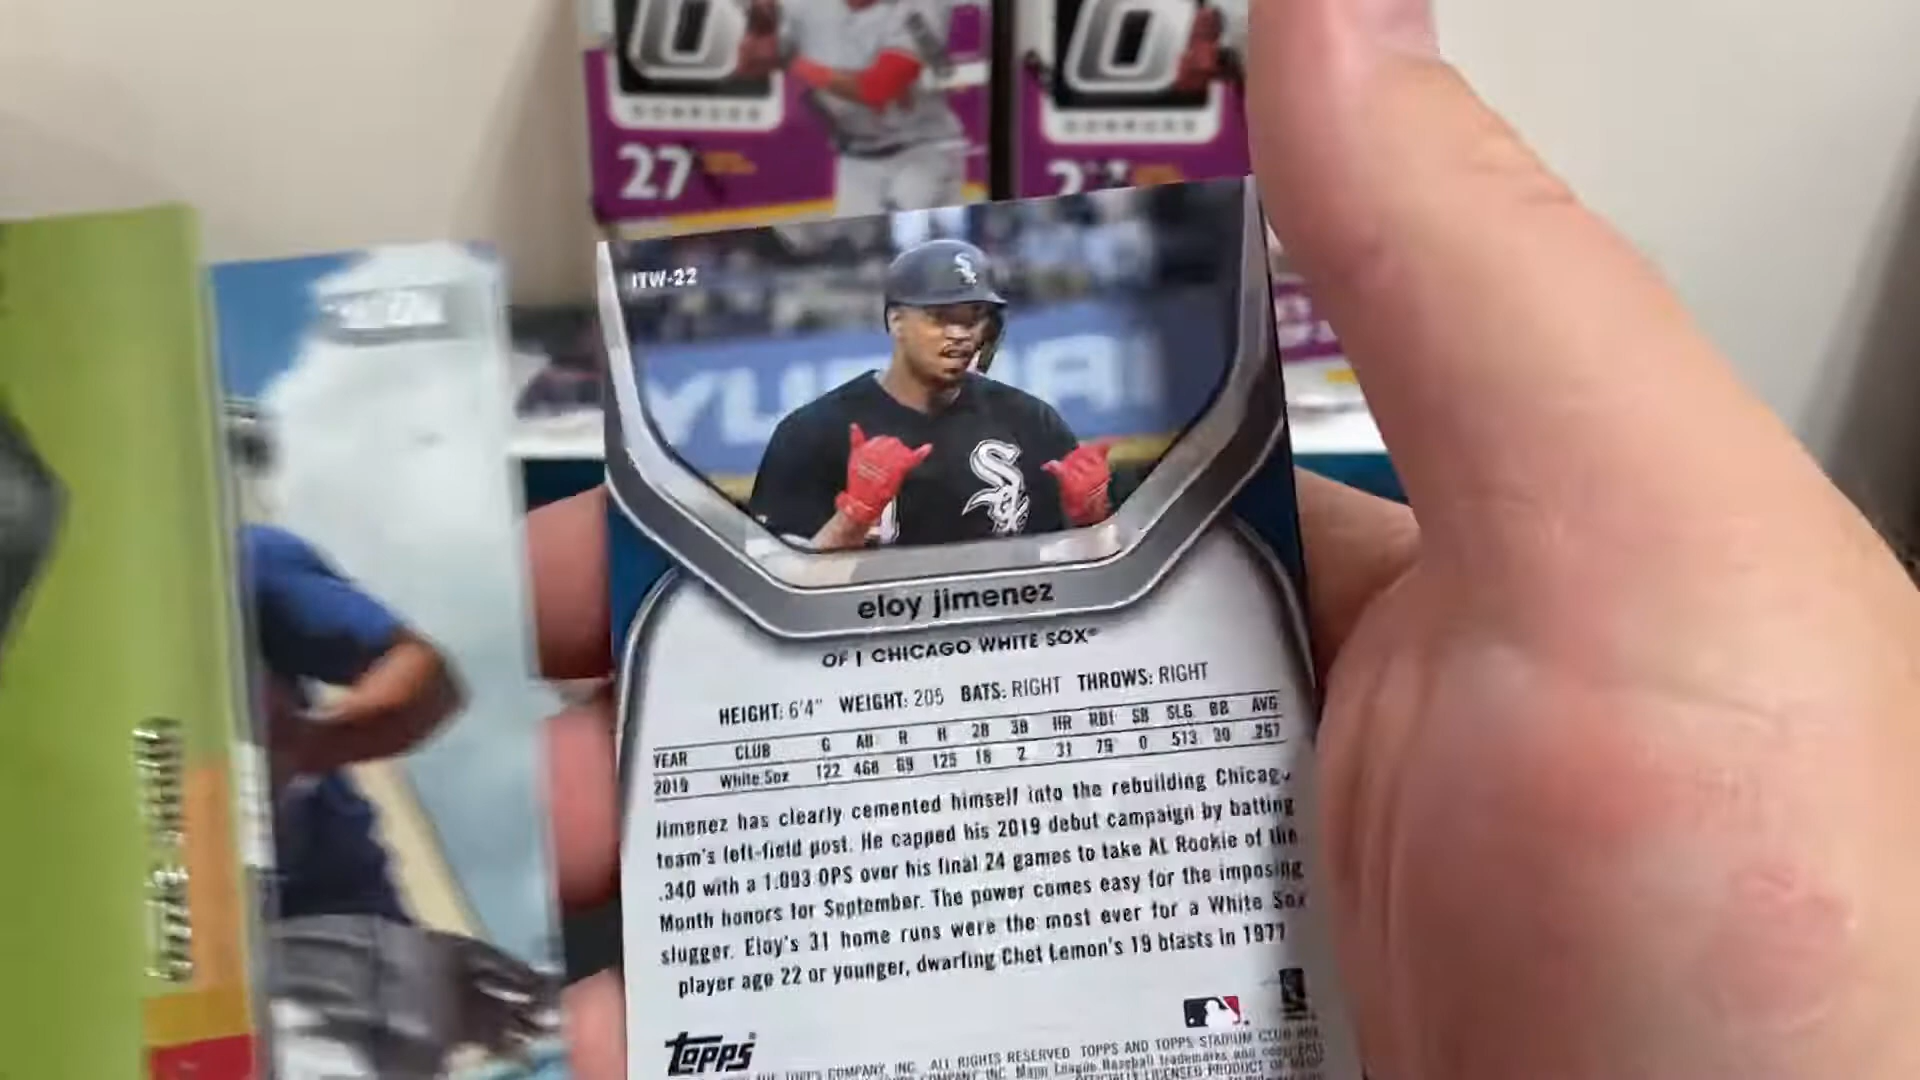 DONRUSS
DONRUSS
27
ITW-22
eloy jimenez
OF | CHICAGO WHITE SOX®
HEIGHT: 6'4" WEIGHT: 205 BATS: RIGHT THROWS: RIGHT
YEAR CLUB G AB R H 2B 3B HR RBI SB SLG BB AVG
2019 White Sox 122 468 69 125 18 2 31 79 0 .513 30 .267
Jimenez has clearly cemented himself into the rebuilding Chicago
team's left-field post. He capped his 2019 debut campaign by batting
.340 with a 1.093 OPS over his final 24 games to take AL Rookie of the
Month honors for September. The power comes easy for the imposing
slugger. Eloy's 31 home runs were the most ever for a White Sox
player age 22 or younger, dwarfing Chet Lemon's 19 blasts in 1977
topps®
COMPANY, INC. ALL RIGHTS RESERVED. TOPPS AND TOPPS STADIUM CLUB ARE
COMPANY, INC. Major League Baseball trademarks and
OFFICIALLY LICENSED PRODUCT OF MAJOR